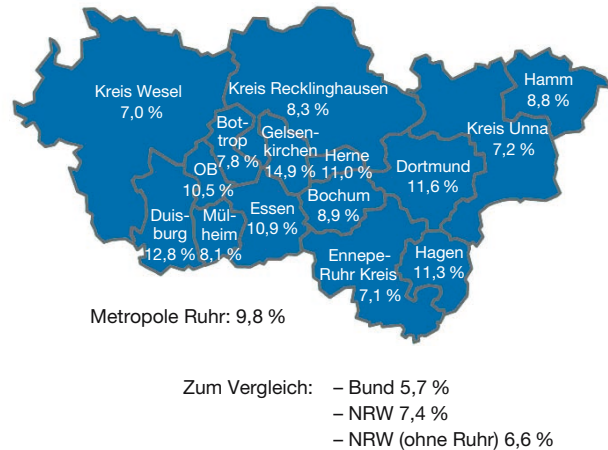 Hamm
8,8 %
Kreis Wesel
7,0 %
Kreis Recklinghausen
8,3 %
Kreis Unna
7,2 %
Bot-
trop
7,8 %
Gelsen-
kirchen
14,9 %
Herne
11,0 %
Dortmund
11,6 %
OB
10,5 %
Bochum
8,9 %
Essen
10,9 %
Duis-
burg
12,8 %
Mül-
heim
8,1 %
Ennepe-
Ruhr Kreis
7,1 %
Hagen
11,3 %
Metropole Ruhr: 9,8 %
Zum Vergleich: – Bund 5,7 %
– NRW 7,4 %
– NRW (ohne Ruhr) 6,6 %